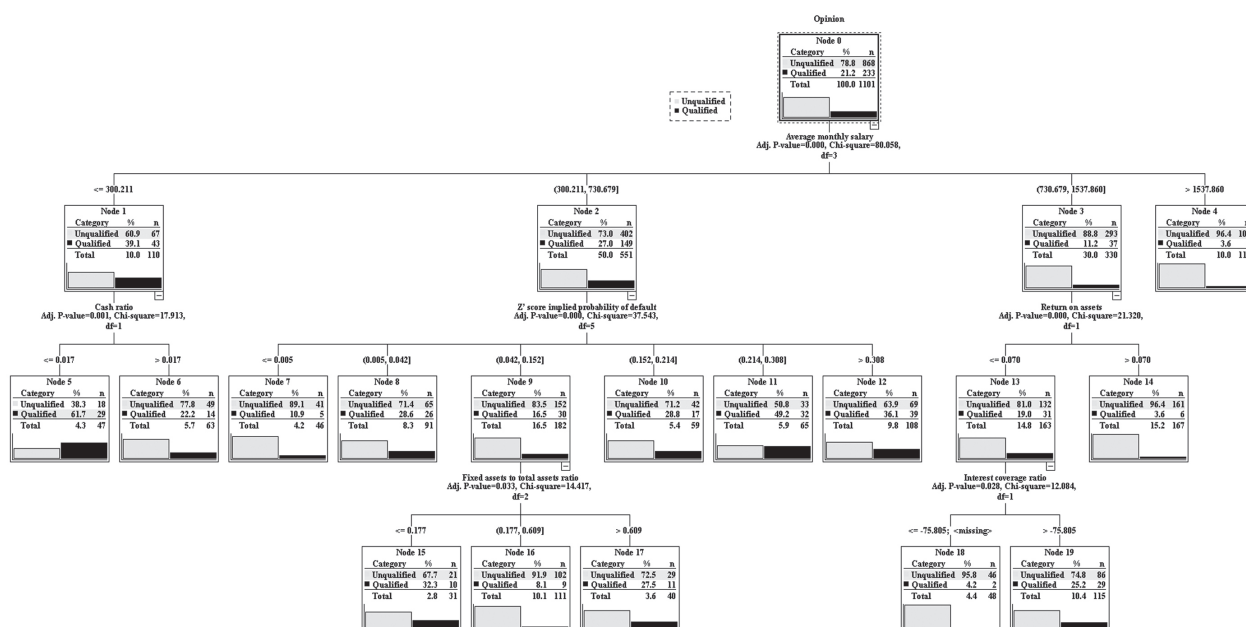 Opinion
Node 0
Category % n
Unqualified 78.8 868
Qualified 21.2 233
Total 100.0 1101
Unqualified
Qualified
Average monthly salary
Adj. P-value=0.000, Chi-square=80.058,
df=3
<= 300.211
(300.211, 730.679]
(730.679, 1537.860]
> 1537.860
Node 1
Category % n
Unqualified 60.9 67
Qualified 39.1 43
Total 10.0 110
Node 2
Category % n
Unqualified 73.0 402
Qualified 27.0 149
Total 50.0 551
Node 3
Category % n
Unqualified 88.8 293
Qualified 11.2 37
Total 30.0 330
Node 4
Category % n
Unqualified 96.4 10
Qualified 3.6
Total 10.0 11
Cash ratio
Adj. P-value=0.001, Chi-square=17.913,
df=1
Z' score implied probability of default
Adj. P-value=0.000, Chi-square=37.543,
df=5
Return on assets
Adj. P-value=0.000, Chi-square=21.320,
df=1
<= 0.017
> 0.017
<= 0.005
(0.005, 0.042]
(0.042, 0.152]
(0.152, 0.214]
(0.214, 0.308]
> 0.308
<= 0.070
> 0.070
Node 5
Category % n
Unqualified 38.3 18
Qualified 61.7 29
Total 4.3 47
Node 6
Category % n
Unqualified 77.8 49
Qualified 22.2 14
Total 5.7 63
Node 7
Category % n
Unqualified 89.1 41
Qualified 10.9 5
Total 4.2 46
Node 8
Category % n
Unqualified 71.4 65
Qualified 28.6 26
Total 8.3 91
Node 9
Category % n
Unqualified 83.5 152
Qualified 16.5 30
Total 16.5 182
Node 10
Category % n
Unqualified 71.2 42
Qualified 28.8 17
Total 5.4 59
Node 11
Category % n
Unqualified 50.8 33
Qualified 49.2 32
Total 5.9 65
Node 12
Category % n
Unqualified 63.9 69
Qualified 36.1 39
Total 9.8 108
Node 13
Category % n
Unqualified 81.0 132
Qualified 19.0 31
Total 14.8 163
Node 14
Category % n
Unqualified 96.4 161
Qualified 3.6 6
Total 15.2 167
Fixed assets to total assets ratio
Adj. P-value=0.033, Chi-square=14.417,
df=2
Interest coverage ratio
Adj. P-value=0.028, Chi-square=12.084,
df=1
<= 0.177
(0.177, 0.609]
> 0.609
<= -75.805; <missing>
> -75.805
Node 15
Category % n
Unqualified 67.7 21
Qualified 32.3 10
Total 2.8 31
Node 16
Category % n
Unqualified 91.9 102
Qualified 8.1 9
Total 10.1 111
Node 17
Category % n
Unqualified 72.5 29
Qualified 27.5 11
Total 3.6 40
Node 18
Category % n
Unqualified 95.8 46
Qualified 4.2 2
Total 4.4 48
Node 19
Category % n
Unqualified 74.8 86
Qualified 25.2 29
Total 10.4 115